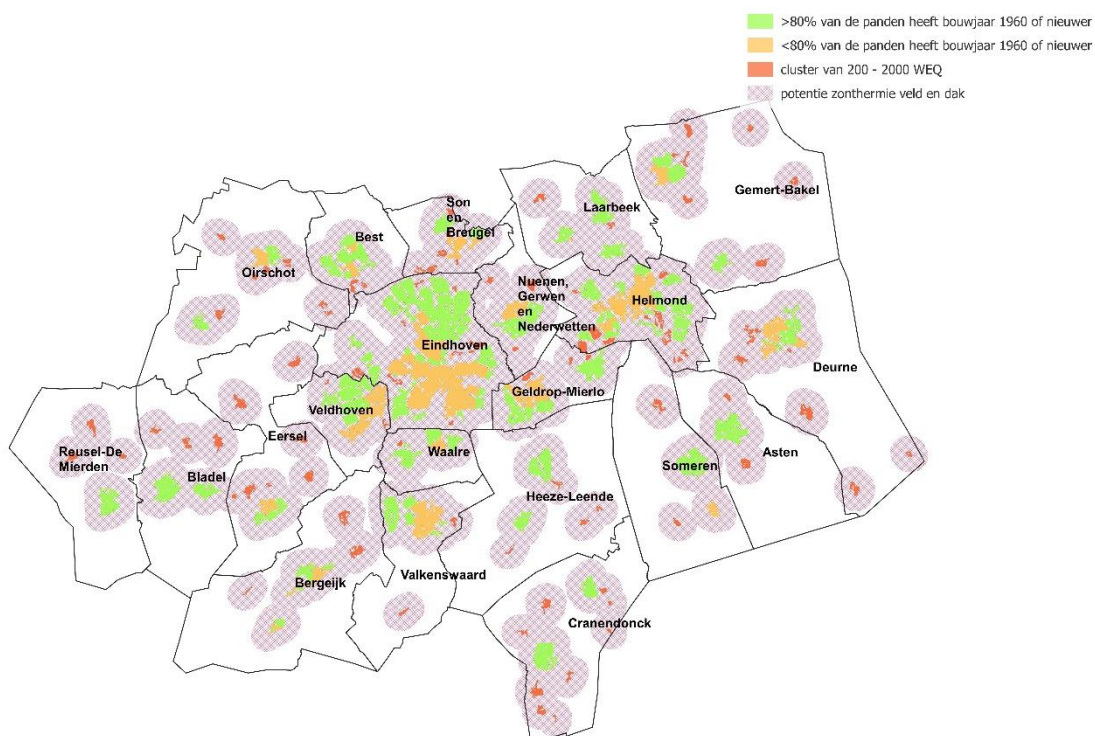 >80% van de panden heeft bouwjaar 1960 of nieuwer
<80% van de panden heeft bouwjaar 1960 of nieuwer
cluster van 200 - 2000 WEQ
potentie zonthermie veld en dak
Gemert-Bakel
Son
en
Breugel
Laarbeek
Best
Oirschot
Nuenen,
Gerwen
en
Nederwetten
Helmond
Eindhoven
Deurne
Geldrop-Mierlo
Veldhoven
Eersel
Waalre
Reusel-De
Mierden
Bladel
Asten
Someren
Heeze-Leende
Valkenswaard
Bergeijk
Cranendonck